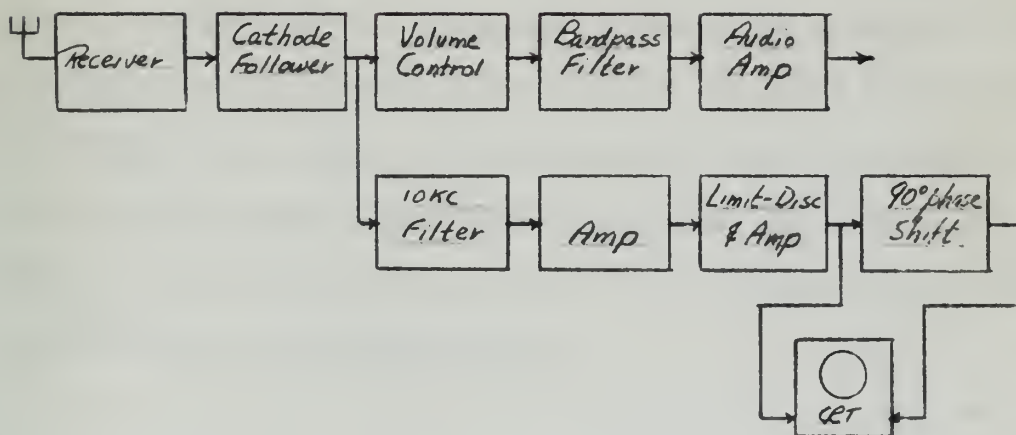 Receiver
Cathode
Follower
Volume
Control
Bandpass
Filter
Audio
Amp
10KC
Filter
Amp
Limit-Disc
& Amp
90° phase
Shift
CRT